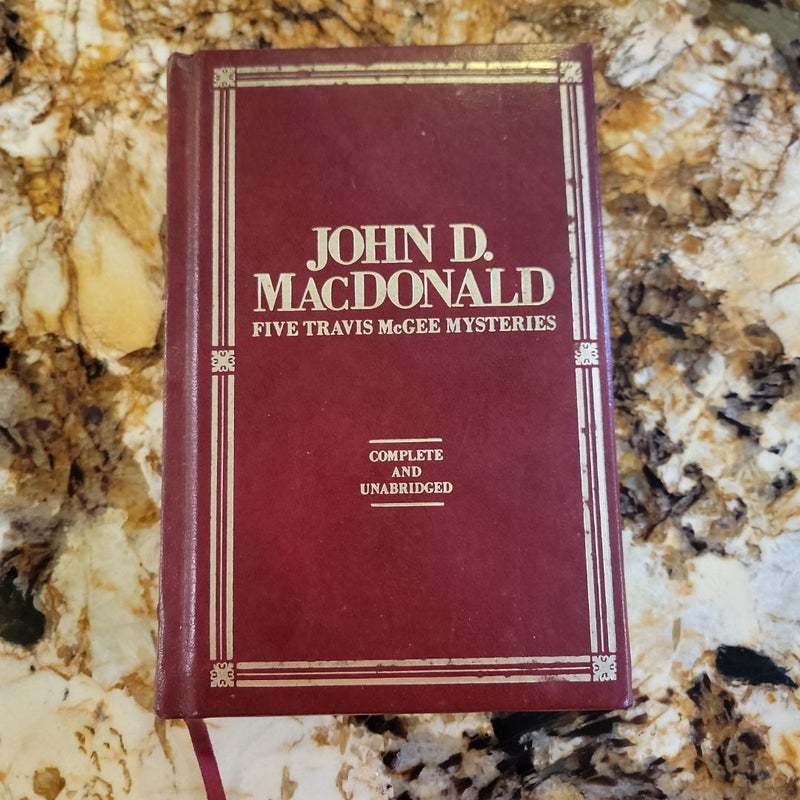 JOHN D.
MACDONALD
FIVE TRAVIS McGEE MYSTERIES
COMPLETE
AND
UNABRIDGED